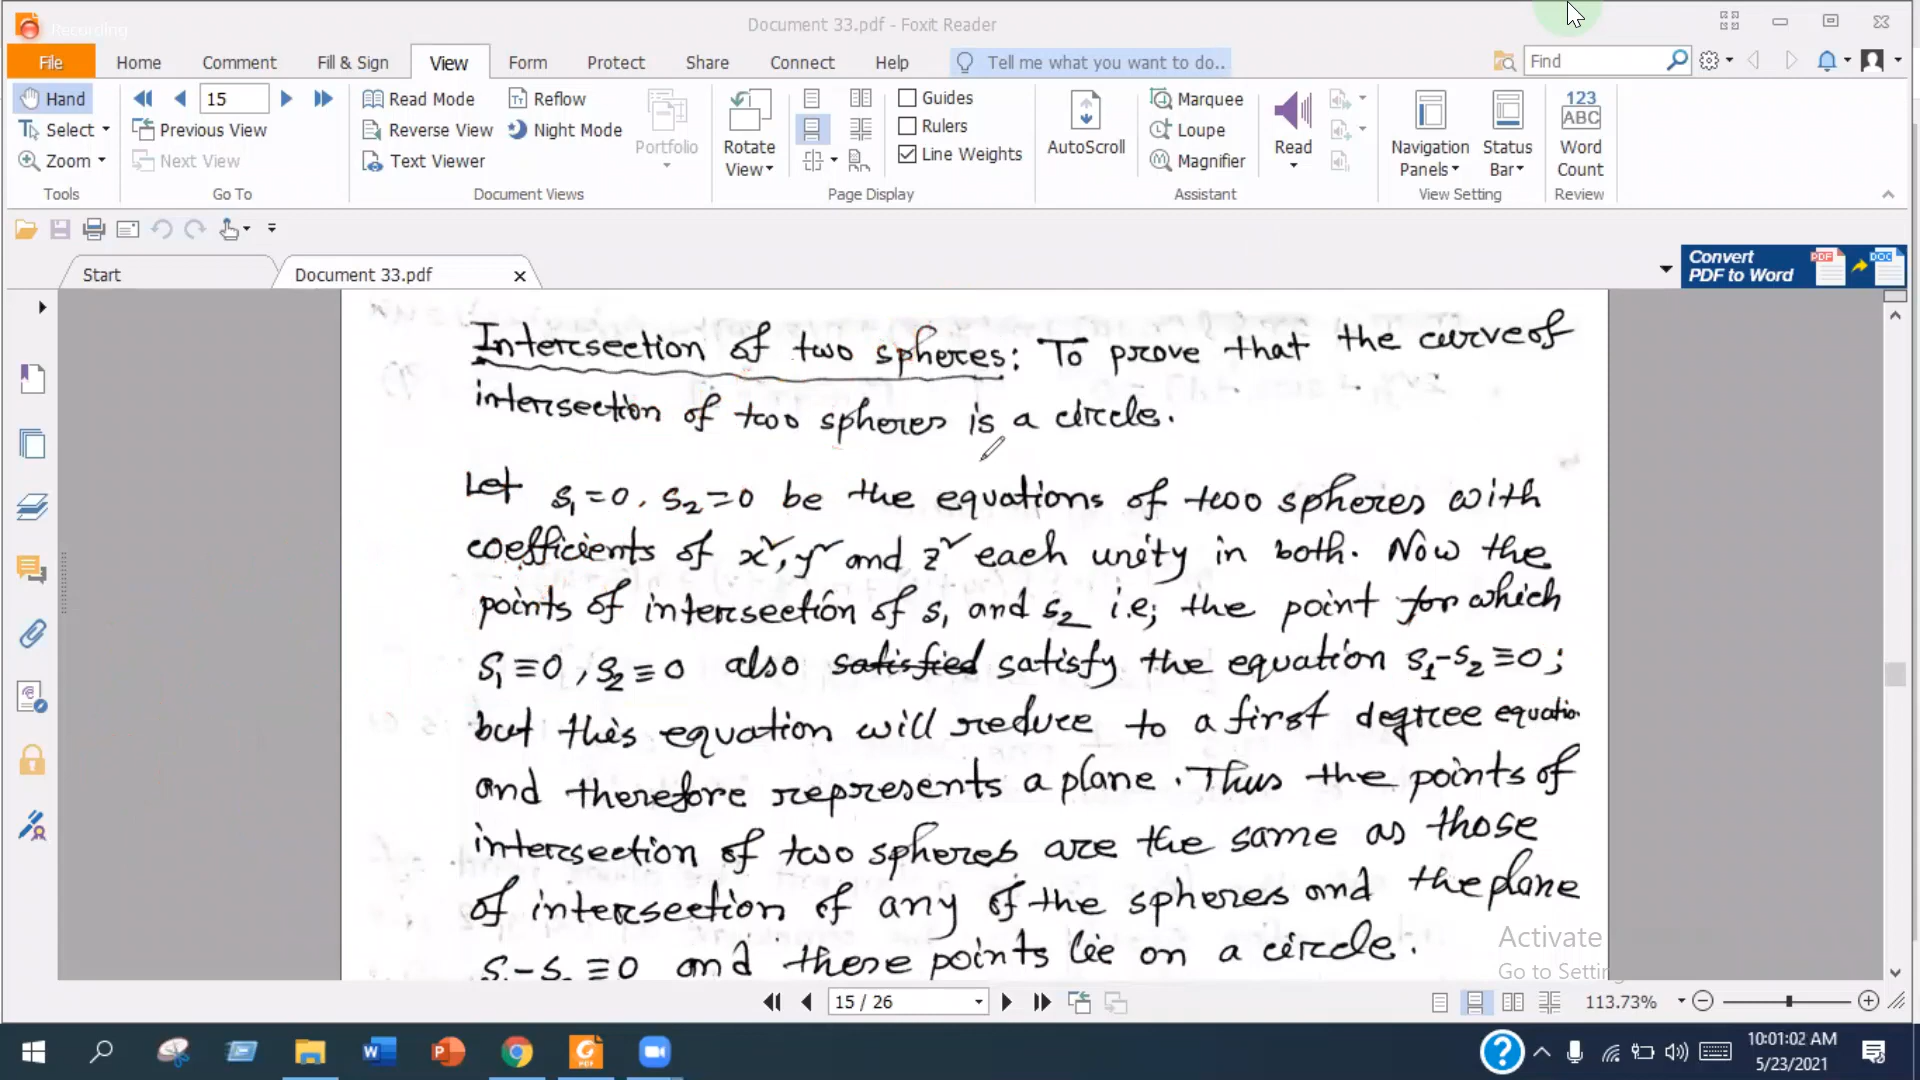 Recording
Document 33.pdf - Foxit Reader
File Home Comment Fill & Sign View Form Protect Share Connect Help Tell me what you want to do.. Find
Hand 15 Read Mode Reflow Guides Marquee
Select Previous View Reverse View Night Mode Rulers Loupe
Zoom Next View Text Viewer Portfolio Rotate View Line Weights AutoScroll Magnifier Read Navigation Panels Status Bar 123 ABC Word Count
Tools Go To Document Views Page Display Assistant View Setting Review
Start Document 33.pdf
Convert PDF to Word PDF DOC
Intersection of two spheres: To prove that the curve of
intersection of two spheres is a circle.
Let S₁=0, S₂=0 be the equations of two spheres with
coefficients of x², y² and z² each unity in both. Now the
points of intersection of S₁ and S₂ i.e; the point for which
S₁≡0, S₂≡0 also satisfied satisfy the equation S₁-S₂≡0;
but this equation will reduce to a first degree equatio
and therefore represents a plane. Thus the points of
intersection of two spheres are the same as those
of intersection of any of the spheres and the plane
S₁-S₂≡0 and these points lie on a circle.
Activate
Go to Settin
15 / 26 113.73%
10:01:02 AM
5/23/2021